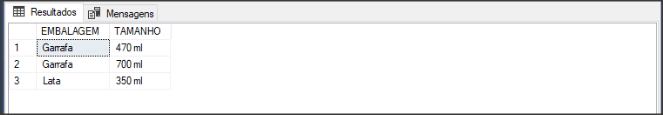 Resultados Mensagens
EMBALAGEM TAMANHO
1 Garrafa 470 ml
2 Garrafa 700 ml
3 Lata 350 ml